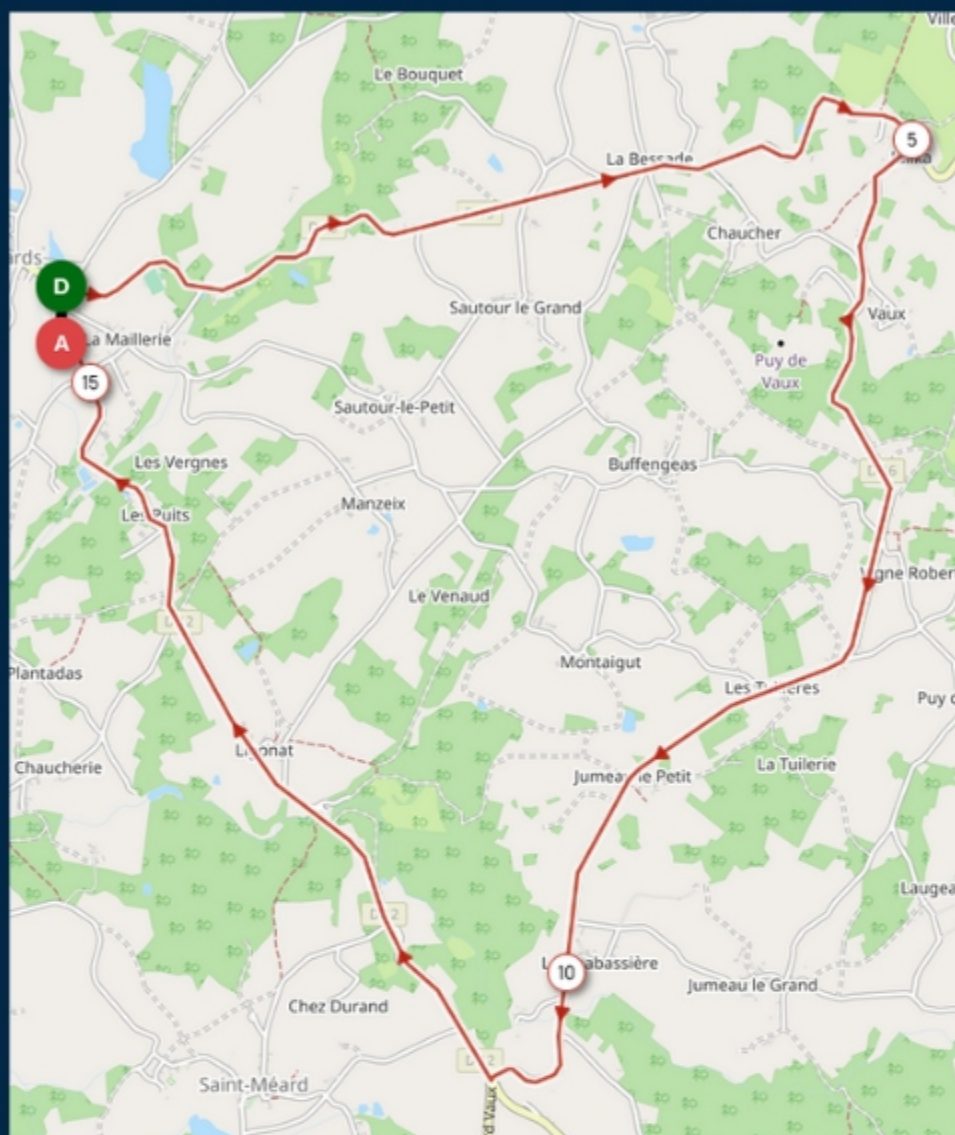 Le Bouquet
La Bessade
5
Chaucher
D
Sautour le Grand
Vaux
La Maillerie
A
Puy de
Vaux
15
Sautour-le-Petit
Les Vergnes
Buffengeas
Manzeix
Les Puits
Le Venaud
Montaigut
Plantadas
Les
Puy
La Tuilerie
Chaucherie
Jumeau le Petit
10
Jumeau le Grand
Chez Durand
Saint-Méard